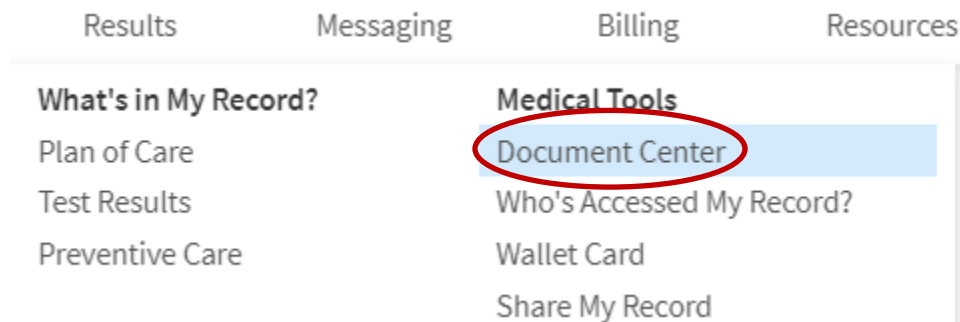 Results Messaging Billing Resources
What's in My Record?
Plan of Care
Test Results
Preventive Care
Medical Tools
Document Center
Who's Accessed My Record?
Wallet Card
Share My Record